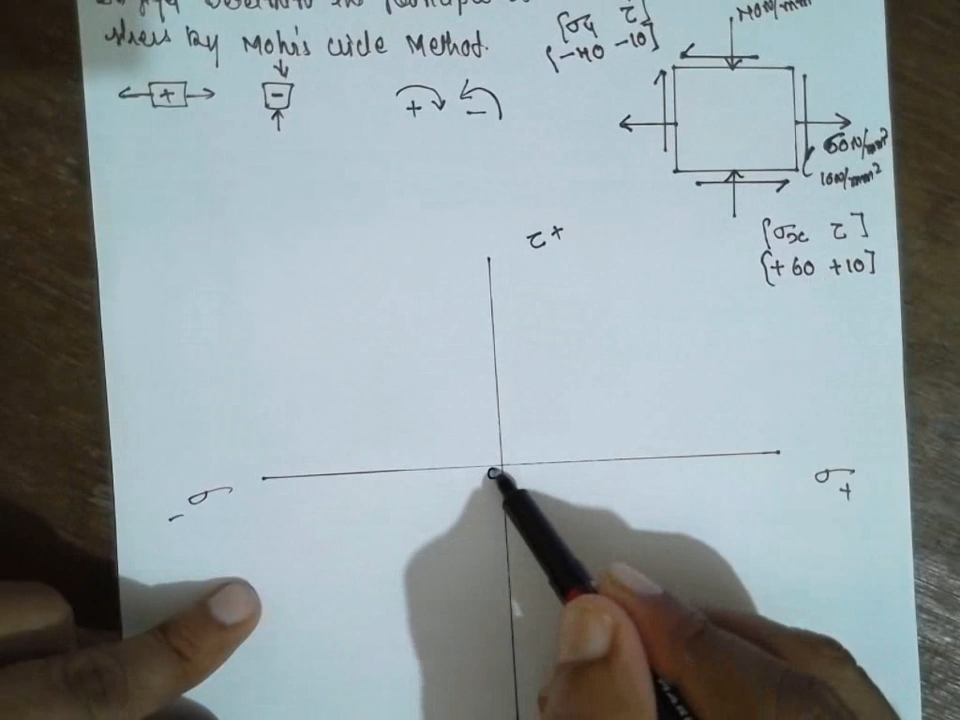 stress by Mohr's circle Method.
[σy τ]
[-40 -10]
40N/mm²
+ - + -
60N/mm²
10N/mm²
[σx τ]
[+60 +10]
τ+
-σ
σ+